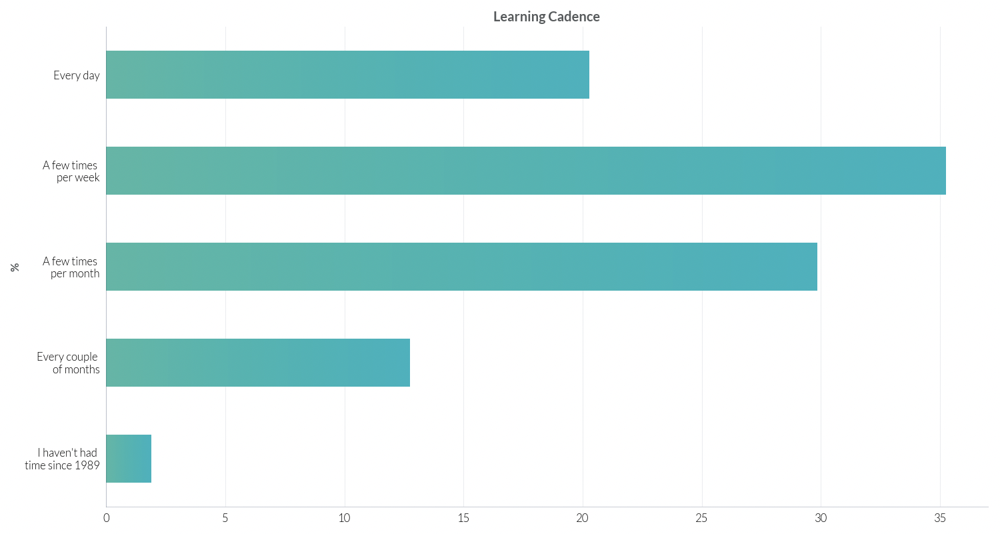 Learning Cadence
Every day
A few times
per week
A few times
per month
%
Every couple
of months
I haven't had
time since 1989
0 5 10 15 20 25 30 35